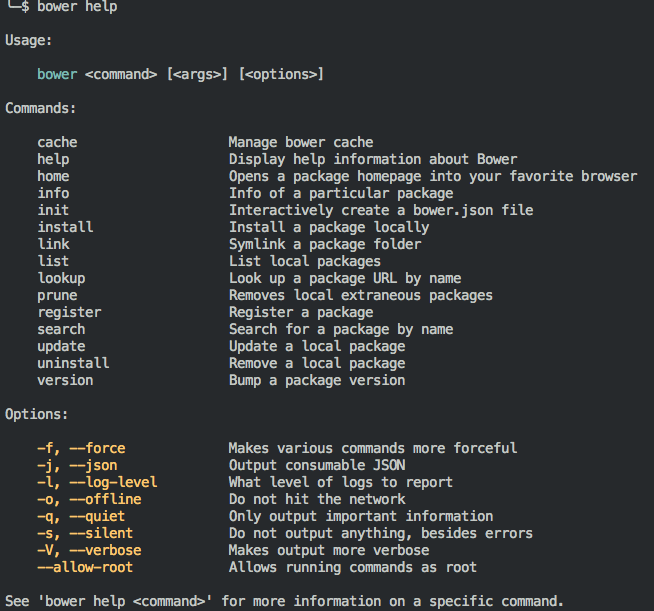 ╰─$ bower help
Usage:
bower <command> [<args>] [<options>]
Commands:
cache Manage bower cache
help Display help information about Bower
home Opens a package homepage into your favorite browser
info Info of a particular package
init Interactively create a bower.json file
install Install a package locally
link Symlink a package folder
list List local packages
lookup Look up a package URL by name
prune Removes local extraneous packages
register Register a package
search Search for a package by name
update Update a local package
uninstall Remove a local package
version Bump a package version
Options:
-f, --force Makes various commands more forceful
-j, --json Output consumable JSON
-l, --log-level What level of logs to report
-o, --offline Do not hit the network
-q, --quiet Only output important information
-s, --silent Do not output anything, besides errors
-V, --verbose Makes output more verbose
--allow-root Allows running commands as root
See 'bower help <command>' for more information on a specific command.